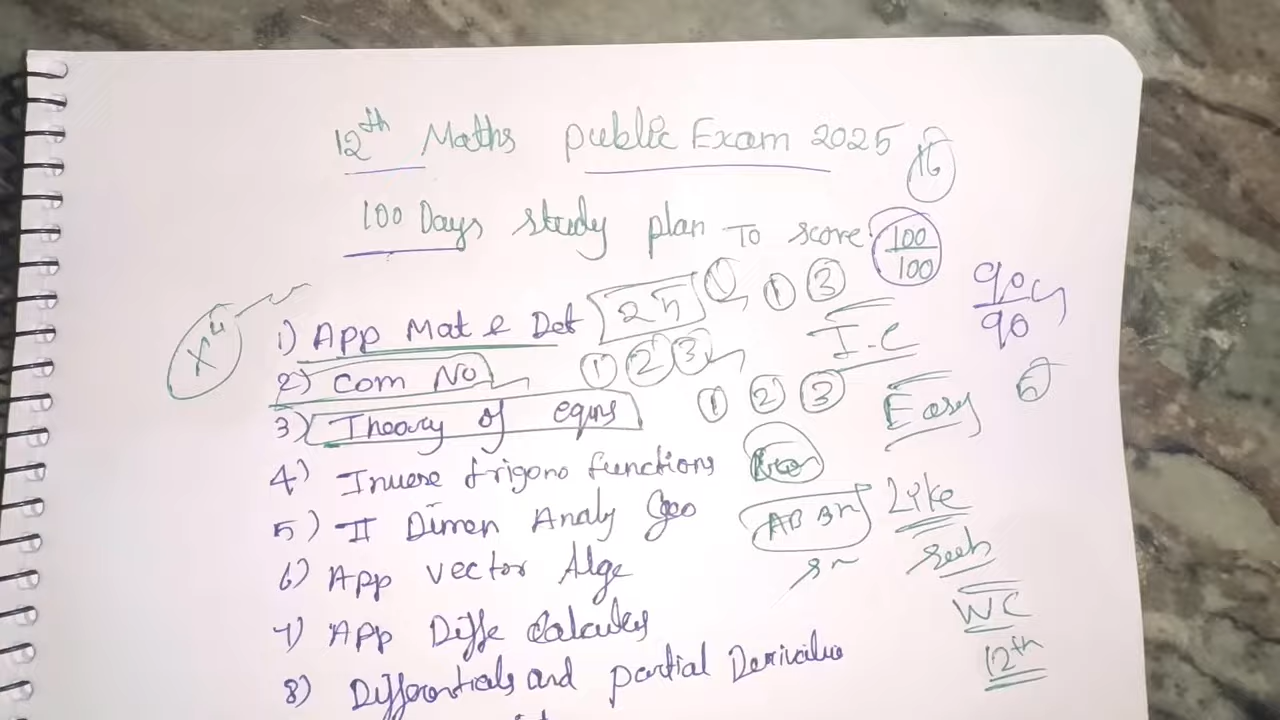 12th Maths public Exam 2025
16
100 Days study plan To score 100/100
90/90
1) App Mat & Det 25 1 1 3
X4
I.C
2) Com No 1 2 3
3) Theory of eqns 1 2 3
Easy 5
4) Inverse trigono functions
5) II Dimen Analy Geo
Like
6) App vector Alge
7) App Diffe calculus
WC
12th
8) Differentials and partial Derivative